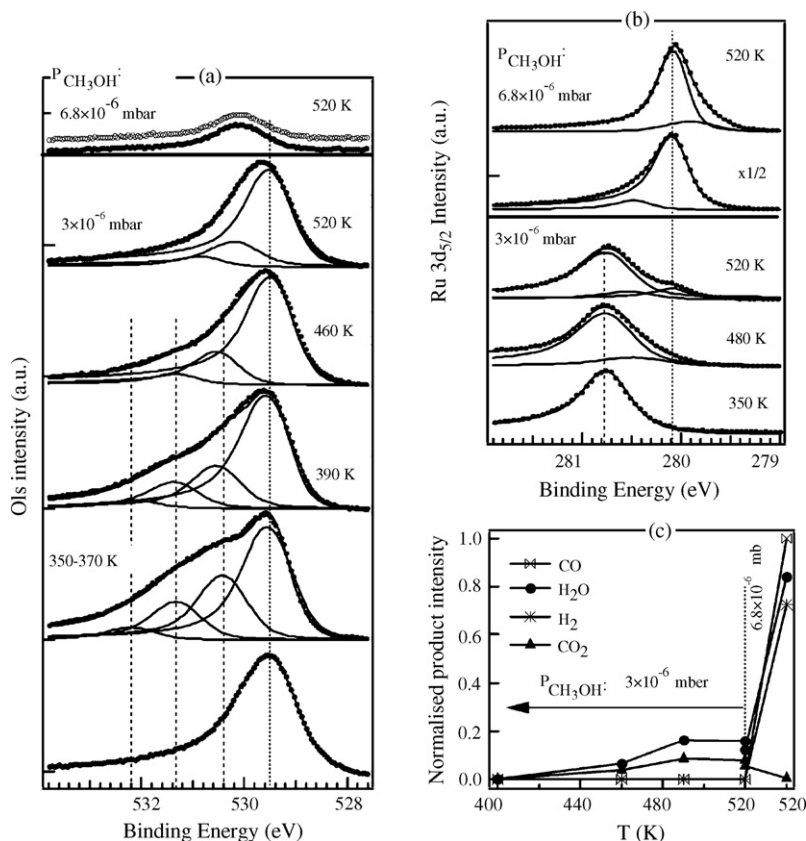 (a)
P CH3OH:
6.8×10-6 mbar
520 K
3×10-6 mbar
520 K
460 K
390 K
350-370 K
Ols intensity (a.u.)
532
530
528
Binding Energy (eV)
(b)
P CH3OH:
520 K
6.8×10-6 mbar
x1/2
3×10-6 mbar
520 K
480 K
350 K
Ru 3d5/2 Intensity (a.u.)
281
280
279
Binding Energy (eV)
(c)
1.0
0.8
0.6
0.4
0.2
0.0
CO
H2O
H2
CO2
6.8×10-6 mb
P CH3OH: 3×10-6 mber
Normalised product intensity
400
440
480
520
520
T (K)